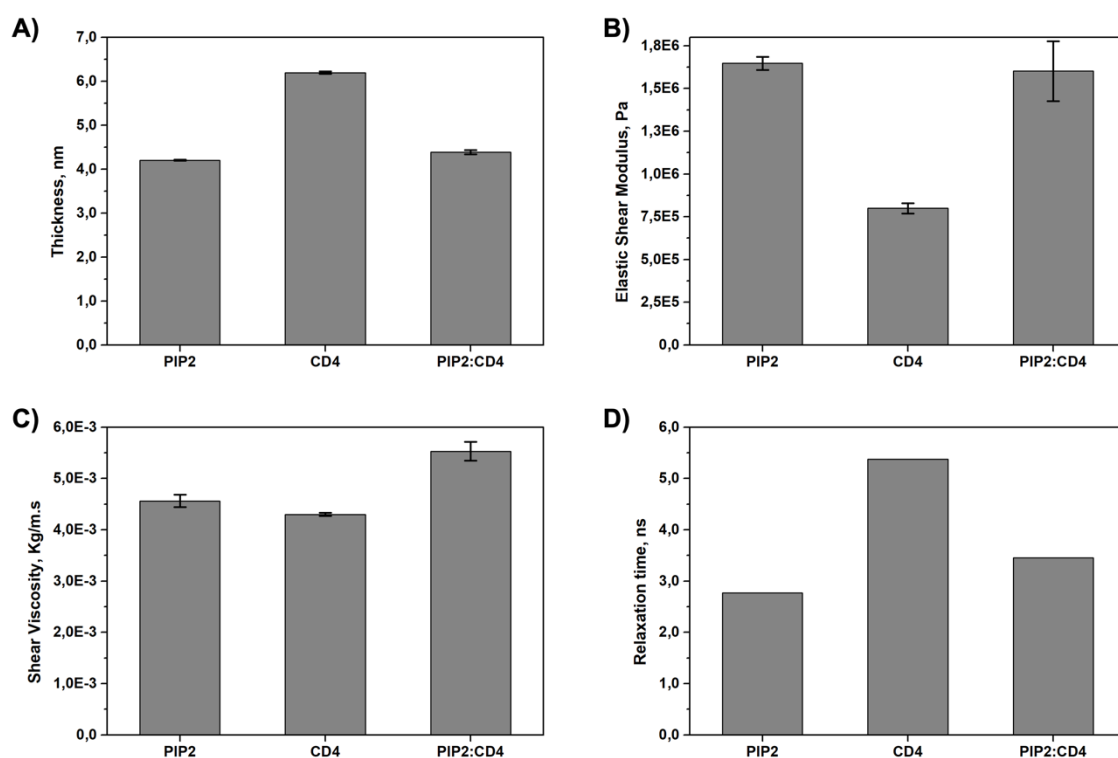 A)
Thickness, nm
7,0
6,0
5,0
4,0
3,0
2,0
1,0
0,0
PIP2 CD4 PIP2:CD4
B)
Elastic Shear Modulus, Pa
1,8E6
1,5E6
1,3E6
1,0E6
7,5E5
5,0E5
2,5E5
0,0
PIP2 CD4 PIP2:CD4
C)
Shear Viscosity, Kg/m.s
6,0E-3
5,0E-3
4,0E-3
3,0E-3
2,0E-3
1,0E-3
0,0
PIP2 CD4 PIP2:CD4
D)
Relaxation time, ns
6,0
5,0
4,0
3,0
2,0
1,0
0,0
PIP2 CD4 PIP2:CD4